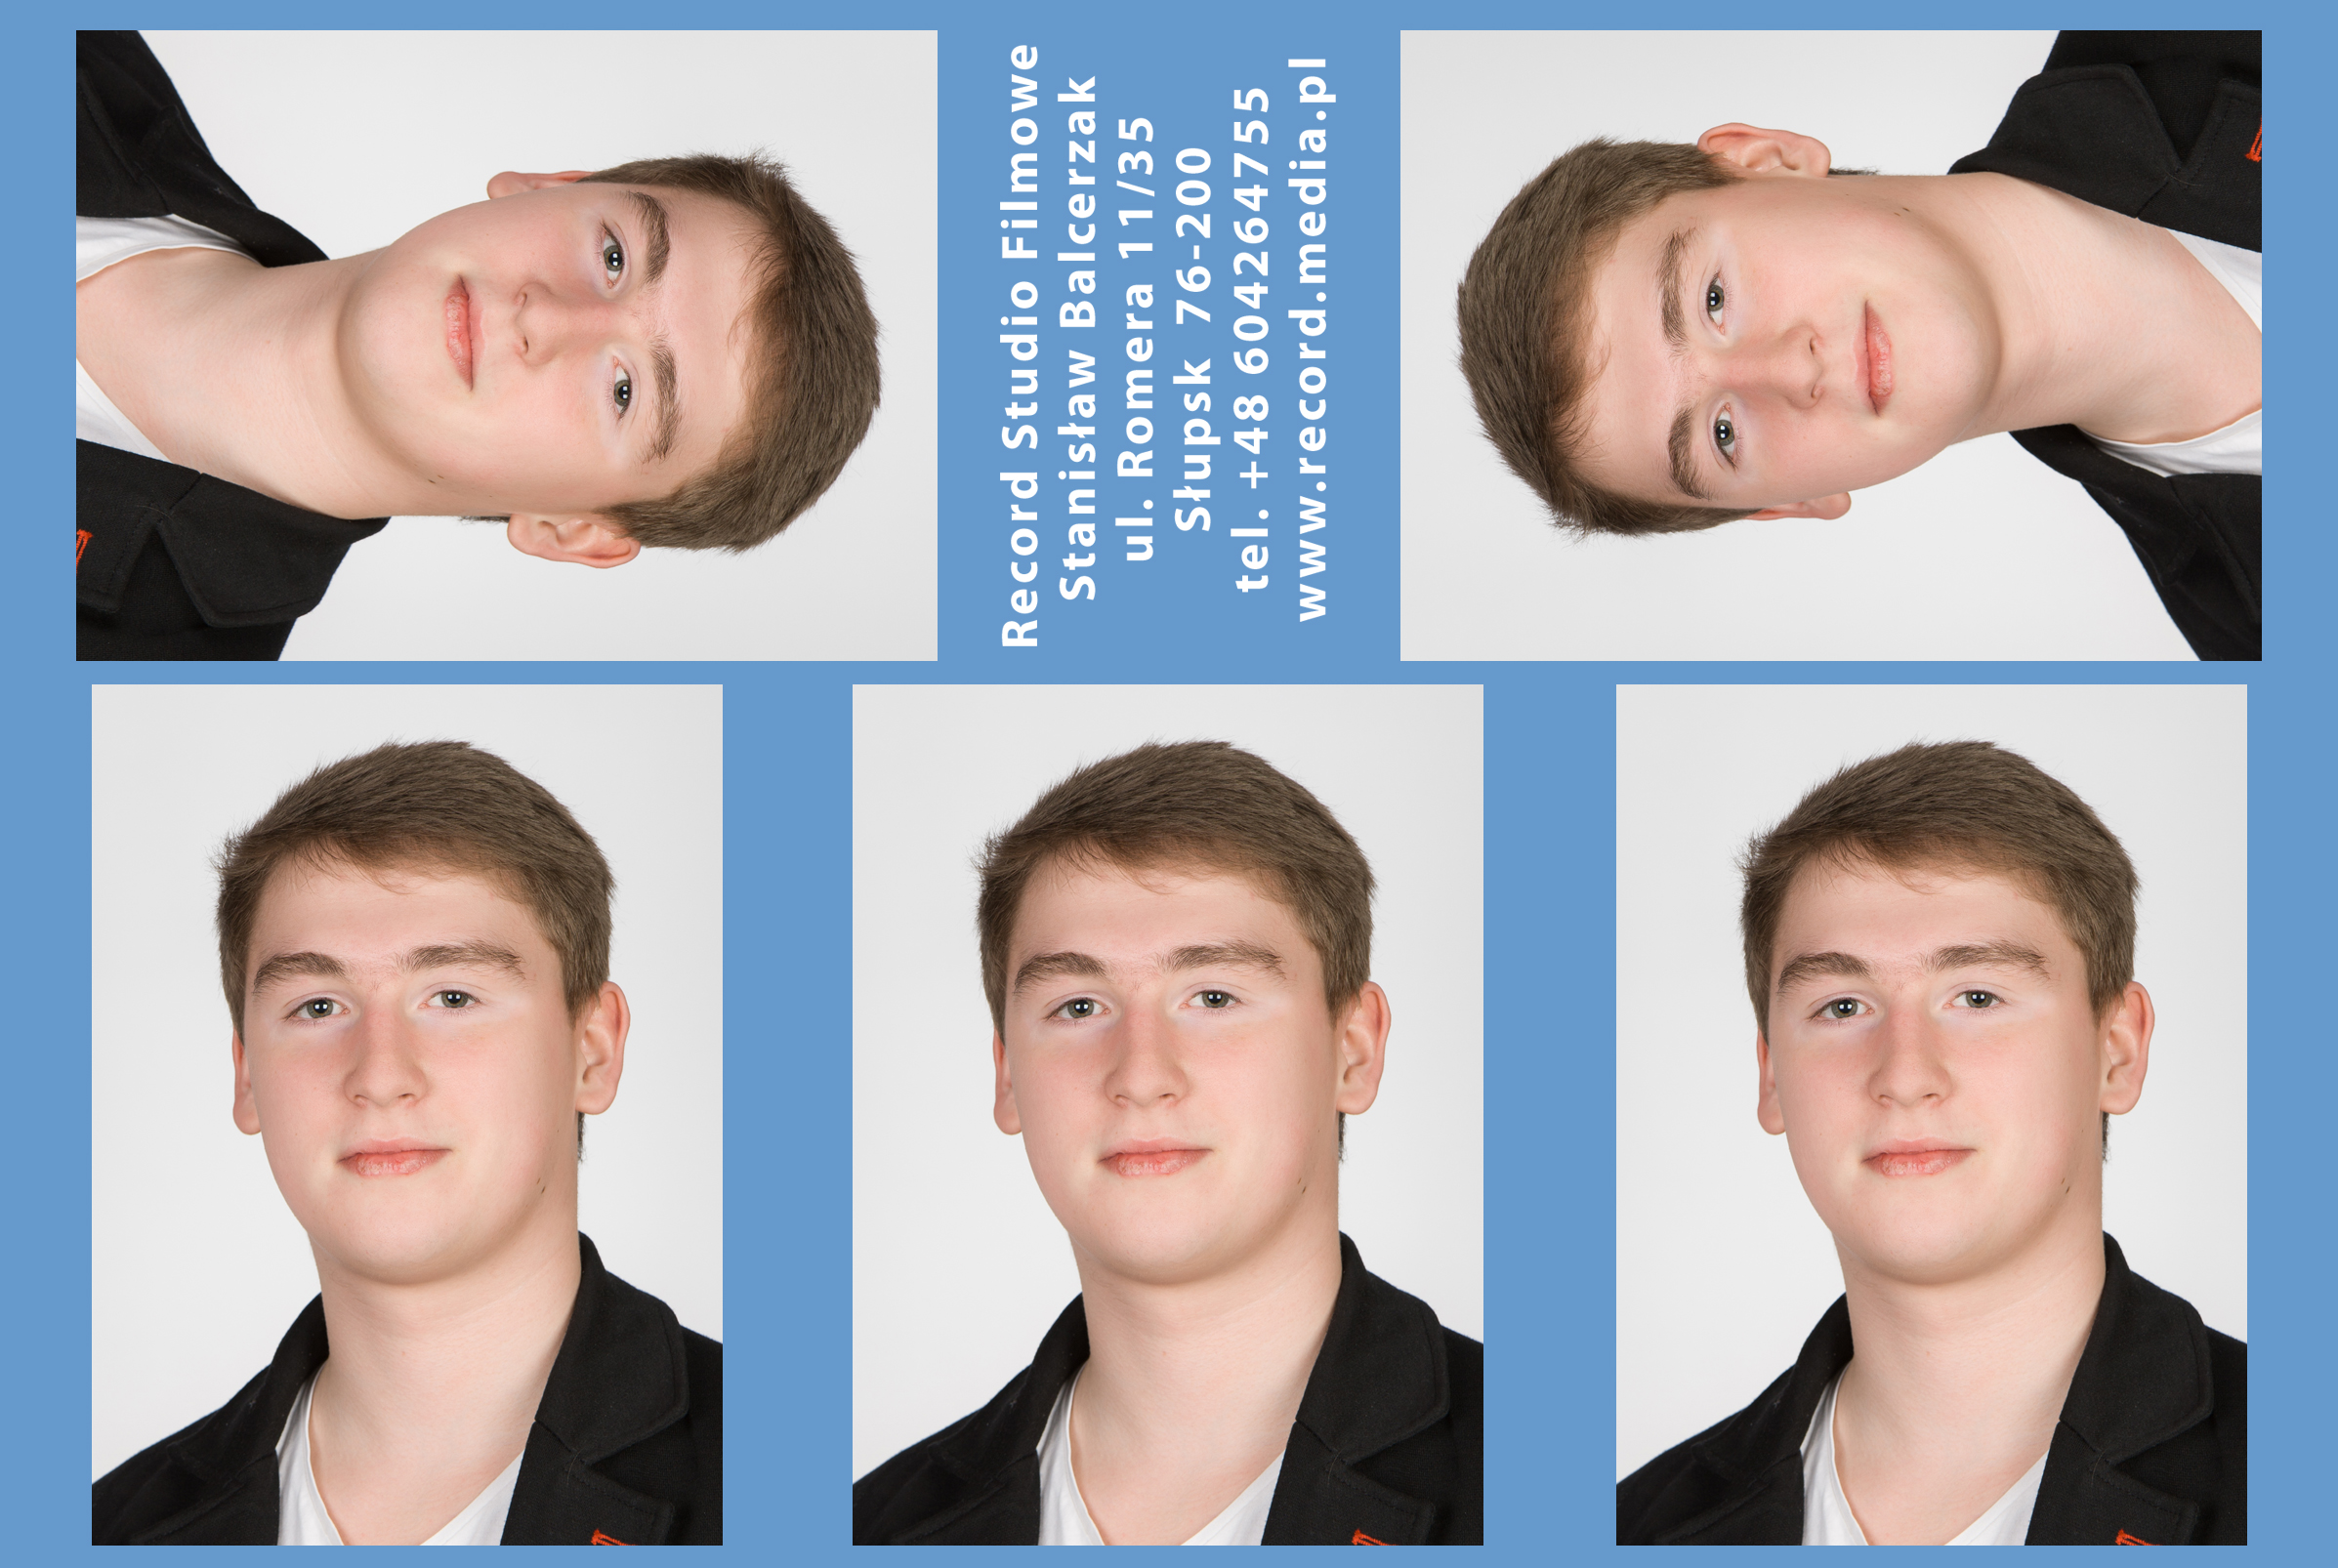 Record Studio Filmowe
Stanisław Balcerzak
ul. Romera 11/35
Słupsk 76-200
tel. +48 604264755
www.record.media.pl